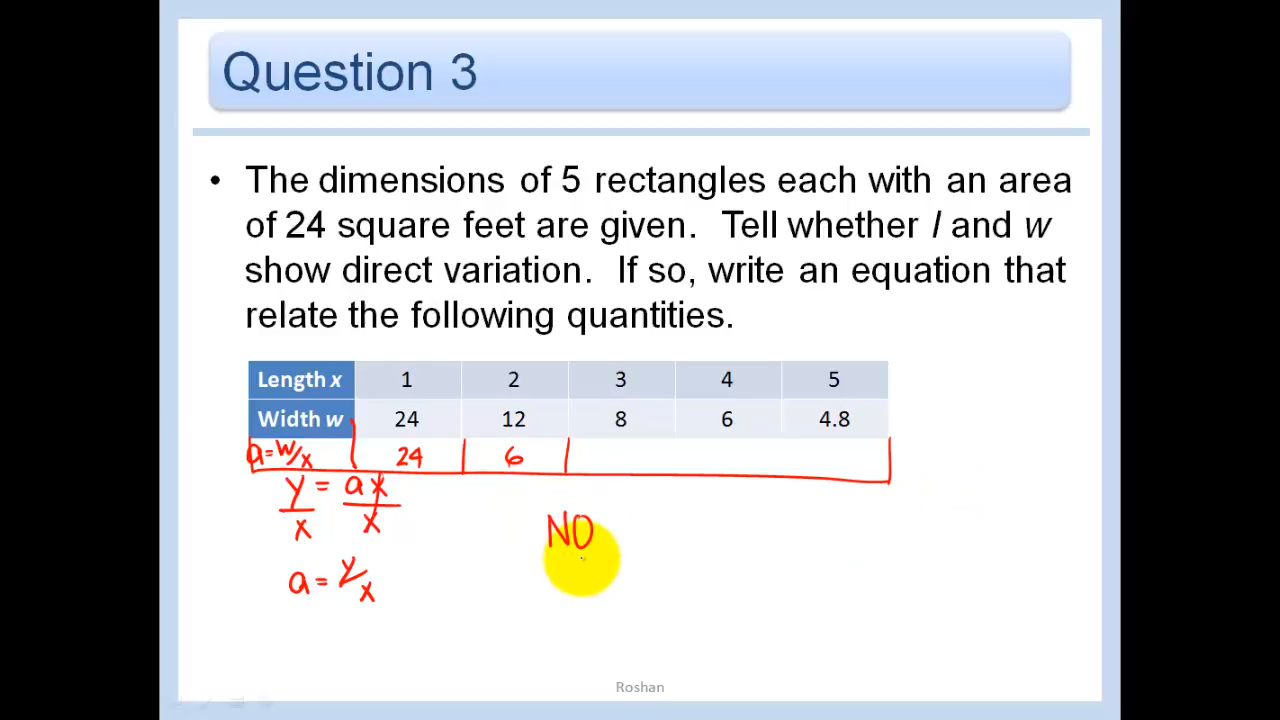 Question 3
• The dimensions of 5 rectangles each with an area
of 24 square feet are given. Tell whether l and w
show direct variation. If so, write an equation that
relate the following quantities.
Length x 1 2 3 4 5
Width w 24 12 8 6 4.8
a=w/x 24 6
y = ax
x x
a = y/x
NO
Roshan